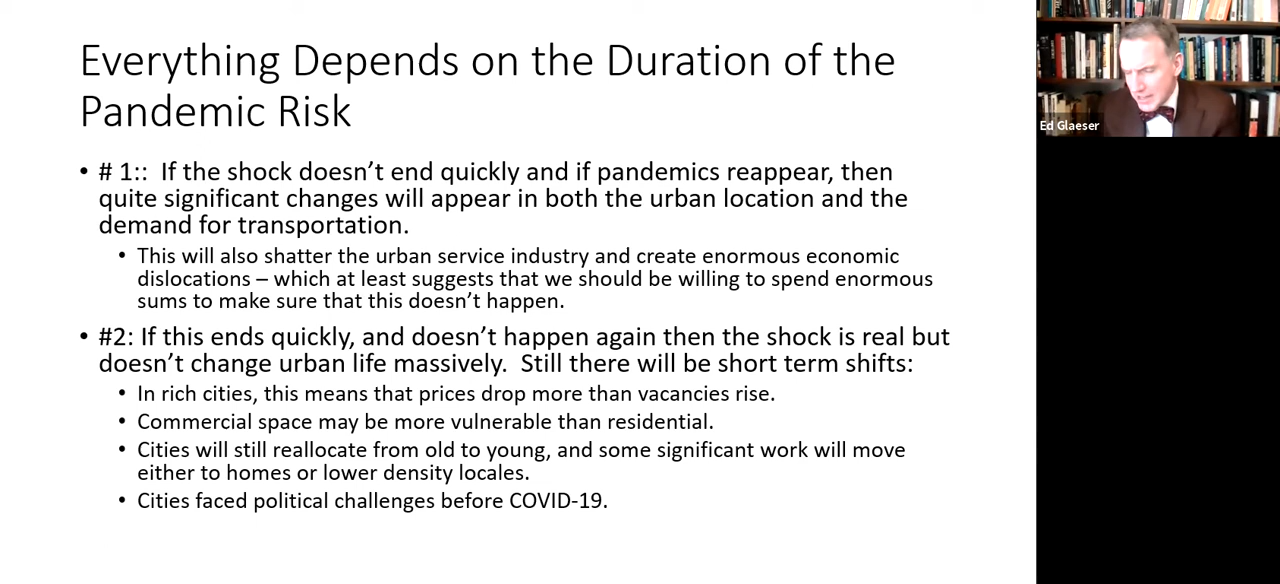 Everything Depends on the Duration of the
Pandemic Risk
• # 1:: If the shock doesn’t end quickly and if pandemics reappear, then
quite significant changes will appear in both the urban location and the
demand for transportation.
• This will also shatter the urban service industry and create enormous economic
dislocations – which at least suggests that we should be willing to spend enormous
sums to make sure that this doesn’t happen.
• #2: If this ends quickly, and doesn’t happen again then the shock is real but
doesn’t change urban life massively.  Still there will be short term shifts:
• In rich cities, this means that prices drop more than vacancies rise.
• Commercial space may be more vulnerable than residential.
• Cities will still reallocate from old to young, and some significant work will move
either to homes or lower density locales.
• Cities faced political challenges before COVID-19.
Ed Glaeser